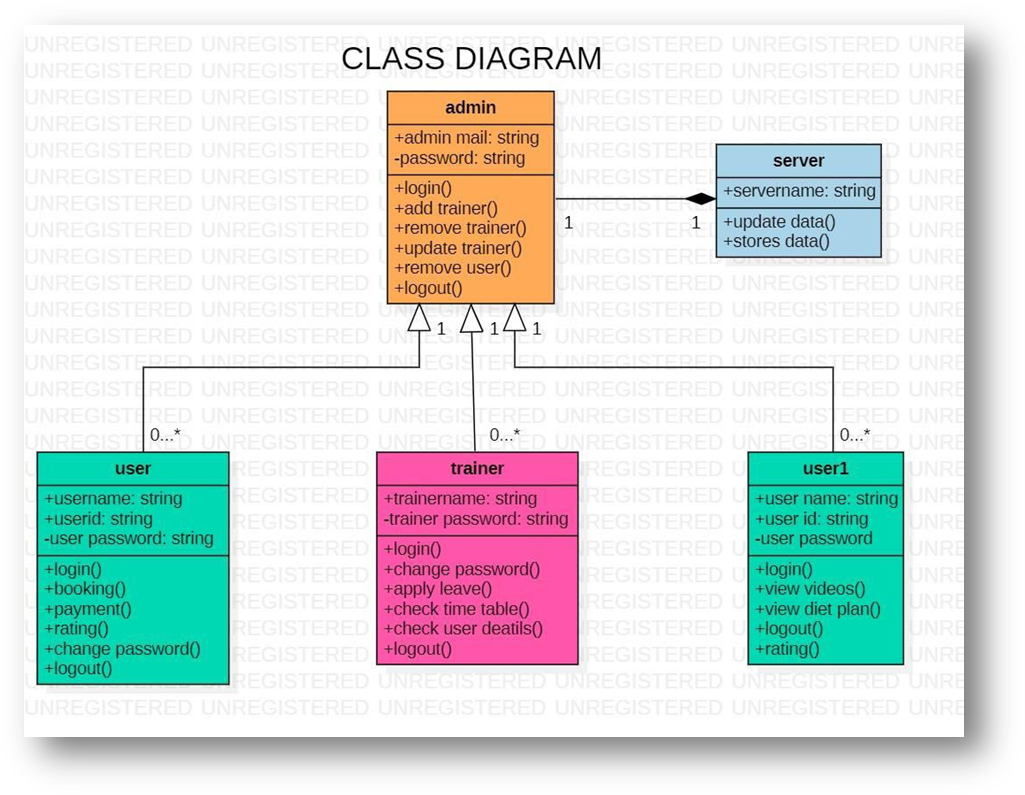 CLASS DIAGRAM
admin
+admin mail: string
-password: string
+login()
+add trainer()
+remove trainer()
+update trainer()
+remove user()
+logout()
server
+servername: string
+update data()
+stores data()
1
1
1
1
1
0...*
0...*
0...*
user
+username: string
+userid: string
-user password: string
+login()
+booking()
+payment()
+rating()
+change password()
+logout()
trainer
+trainername: string
-trainer password: string
+login()
+change password()
+apply leave()
+check time table()
+check user deatils()
+logout()
user1
+user name: string
+user id: string
-user password
+login()
+view videos()
+view diet plan()
+logout()
+rating()
UNREGISTERED